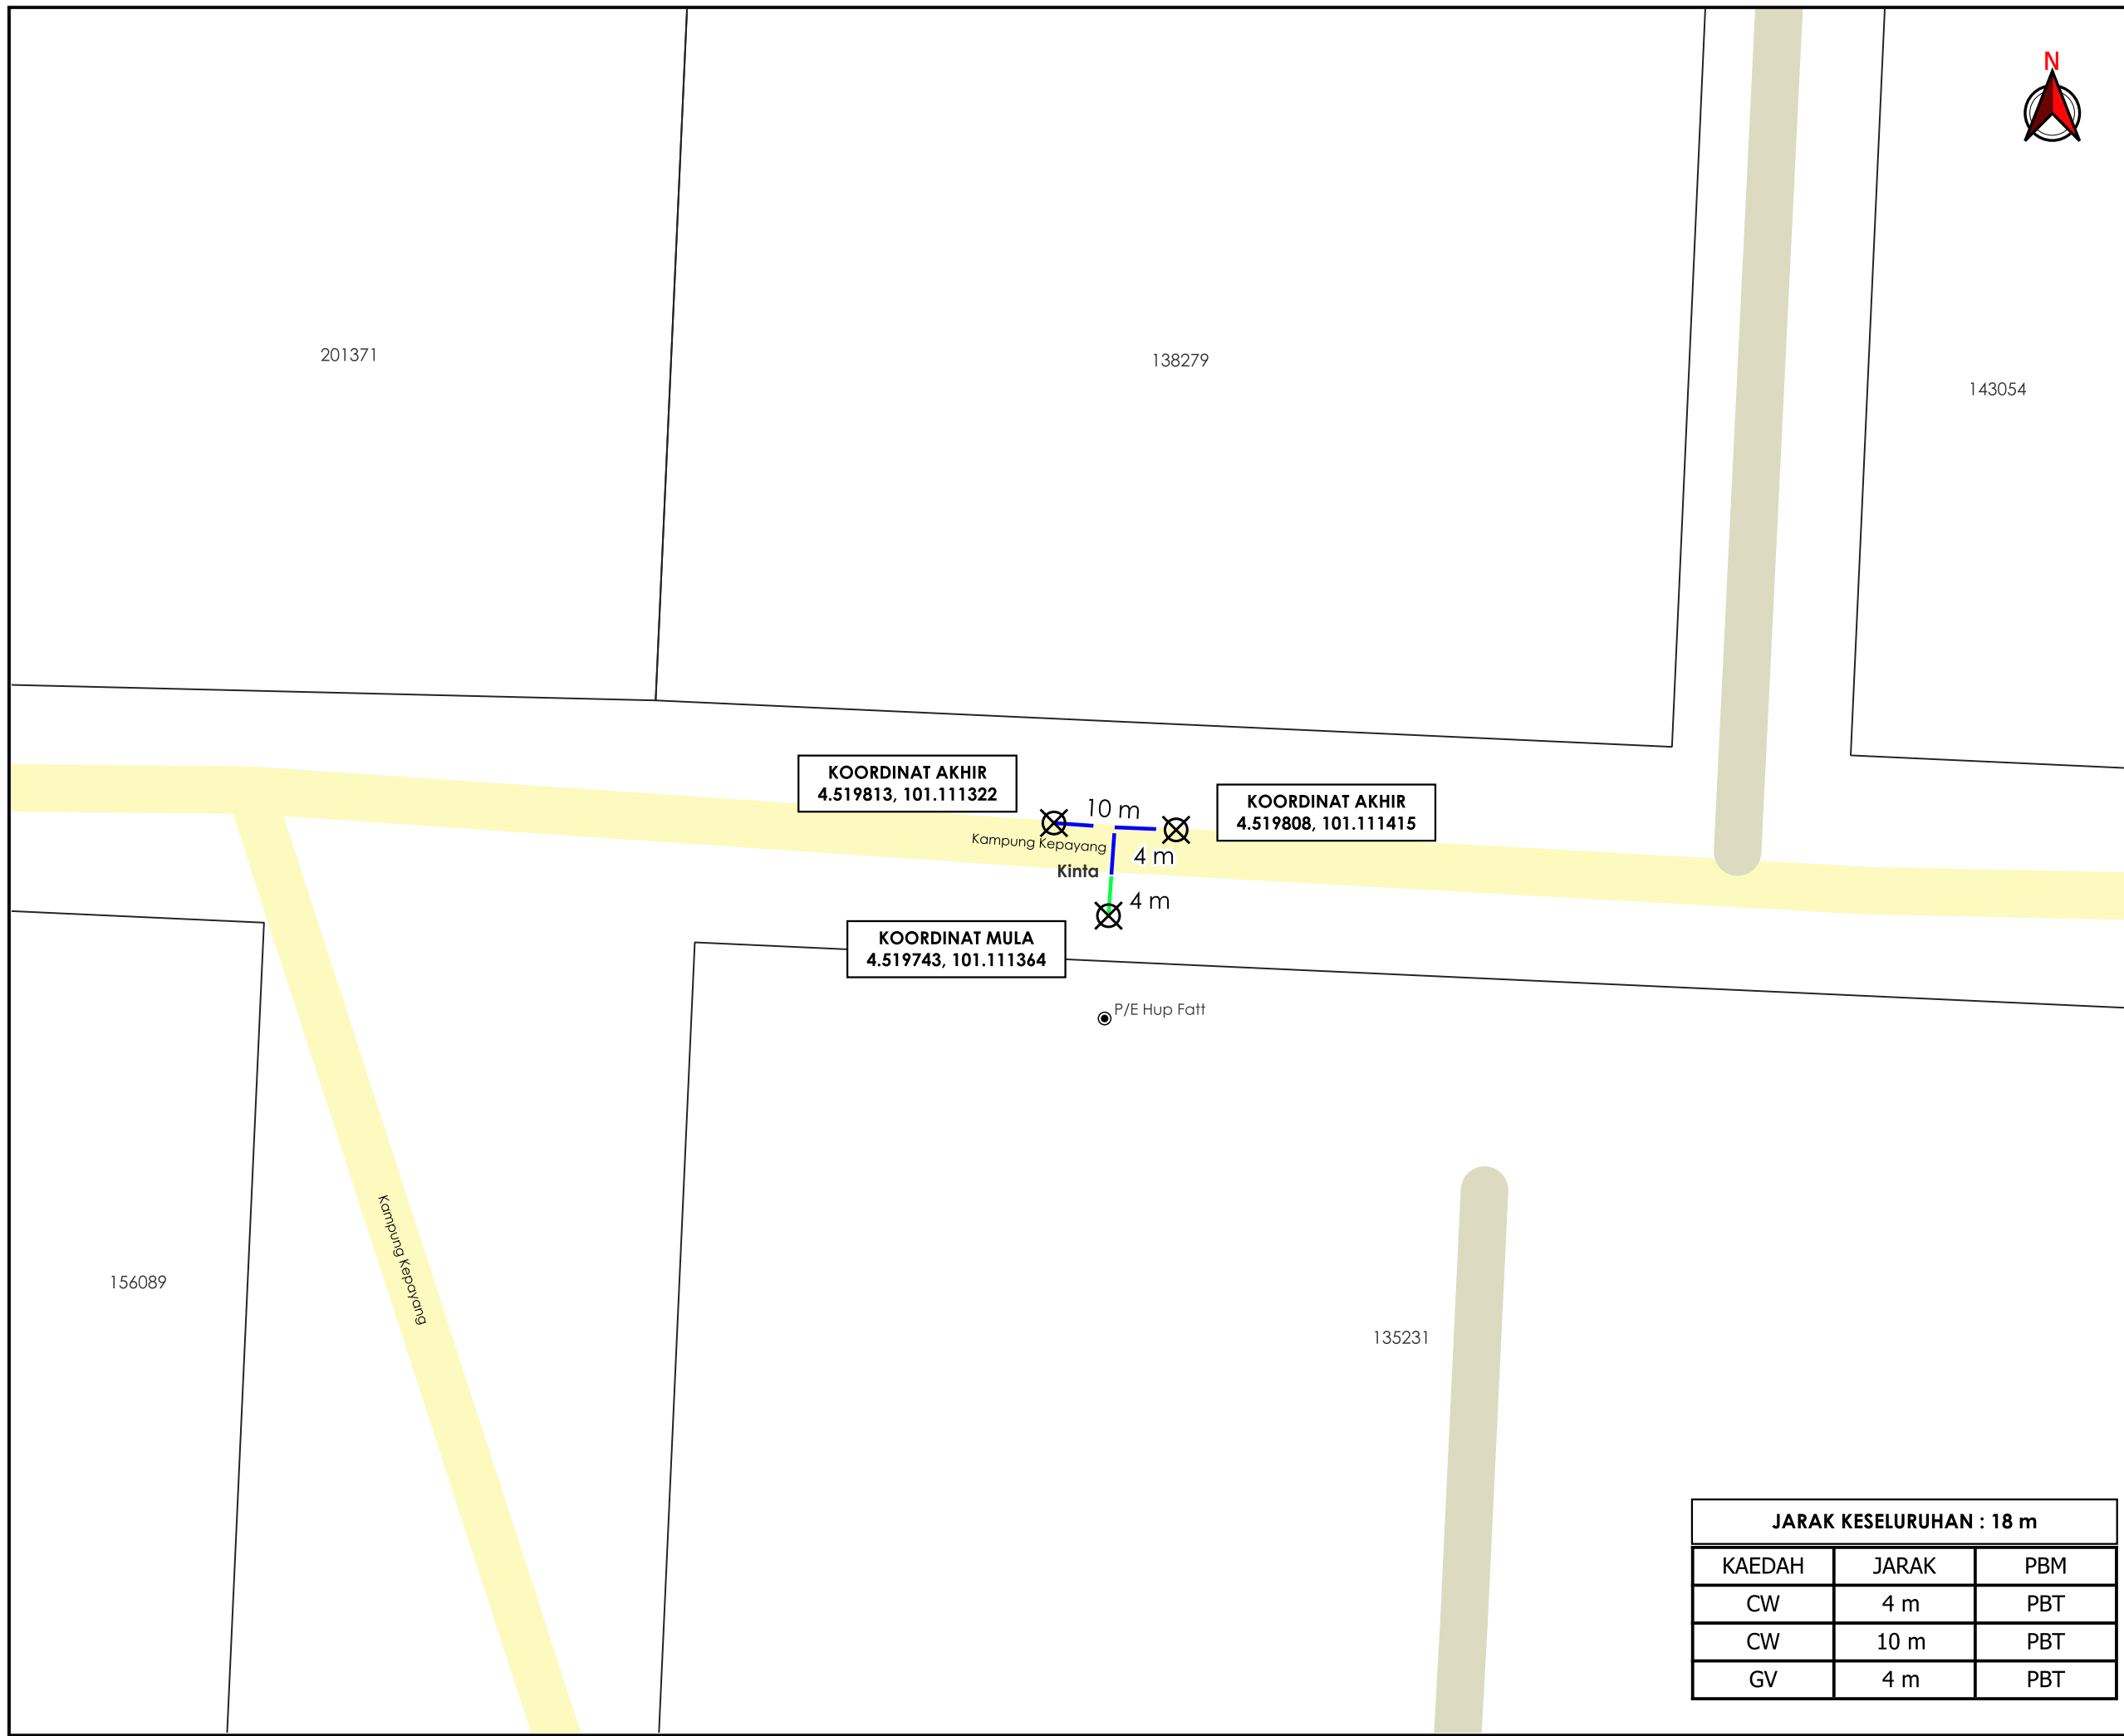 N
201371
138279
143054
KOORDINAT AKHIR
4.519813, 101.111322
10 m
KOORDINAT AKHIR
4.519808, 101.111415
Kampung Kepayang
4 m
Kinta
4 m
KOORDINAT MULA
4.519743, 101.111364
P/E Hup Fatt
Kampung Kepayang
156089
135231
JARAK KESELURUHAN : 18 m
KAEDAH JARAK PBM
CW 4 m PBT
CW 10 m PBT
GV 4 m PBT